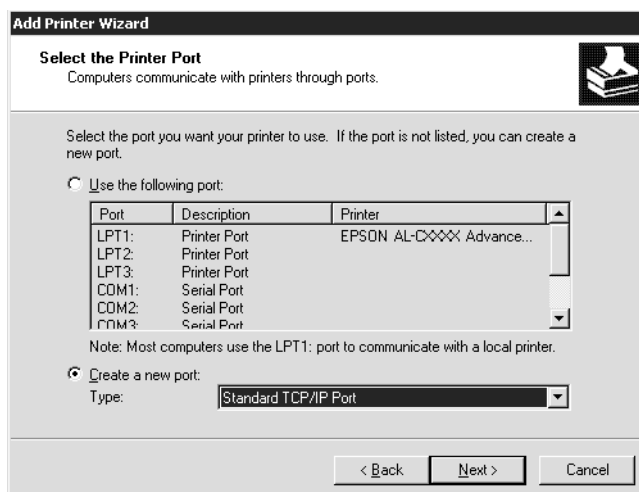 Add Printer Wizard
Select the Printer Port
Computers communicate with printers through ports.
Select the port you want your printer to use. If the port is not listed, you can create a
new port.
Use the following port:
Port Description Printer
LPT1: Printer Port EPSON AL-CXXXX Advance...
LPT2: Printer Port
LPT3: Printer Port
COM1: Serial Port
COM2: Serial Port
COM3: Serial Port
Note: Most computers use the LPT1: port to communicate with a local printer.
Create a new port:
Type: Standard TCP/IP Port
< Back Next > Cancel